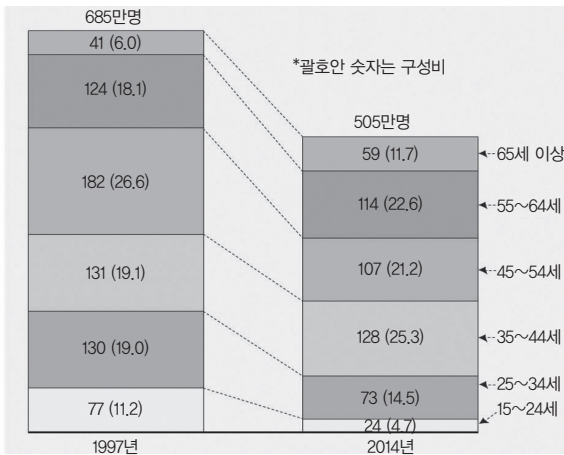 685만명
41 (6.0)
124 (18.1)
182 (26.6)
131 (19.1)
130 (19.0)
77 (11.2)
1997년
*괄호안 숫자는 구성비
505만명
59 (11.7)
114 (22.6)
107 (21.2)
128 (25.3)
73 (14.5)
24 (4.7)
2014년
65세 이상
55~64세
45~54세
35~44세
25~34세
15~24세